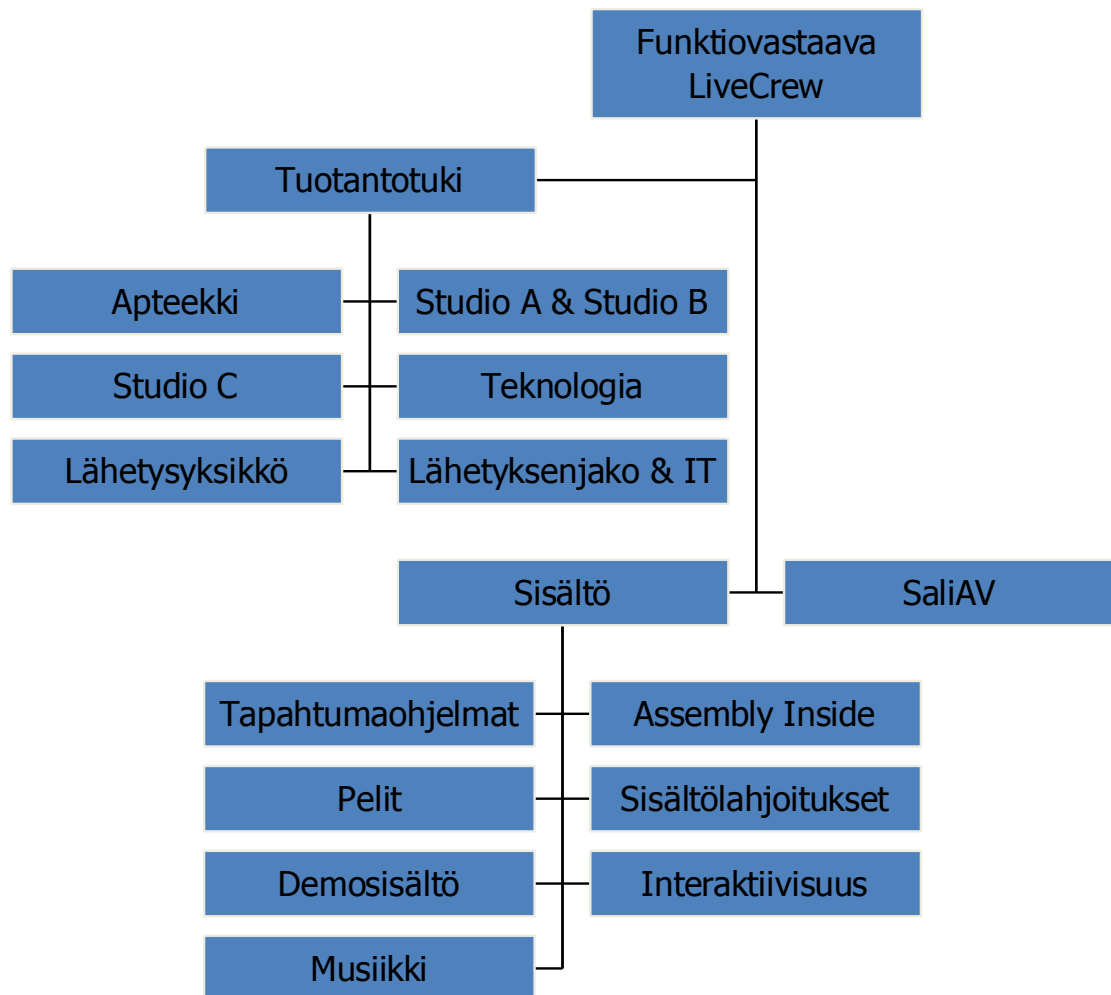 Funktiovastaava
LiveCrew
Tuotantotuki
Apteekki
Studio A & Studio B
Studio C
Teknologia
Lähetysyksikkö
Lähetyksenjako & IT
Sisältö
SaliAV
Tapahtumaohjelmat
Assembly Inside
Pelit
Sisältölahjoitukset
Demosisältö
Interaktiivisuus
Musiikki